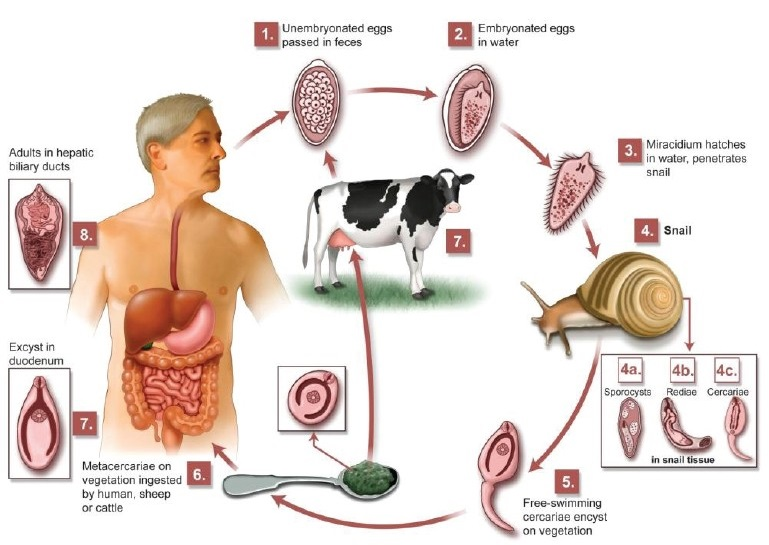 1.
Unembryonated eggs
passed in feces
2.
Embryonated eggs
in water
3.
Miracidium hatches
in water, penetrates
snail
4.
Snail
4a.
4b.
4c.
Sporocysts
Rediae
Cercariae
in snail tissue
5.
Free-swimming
cercariae encyst
on vegetation
6.
Metacercariae on
vegetation ingested
by human, sheep
or cattle
7.
7.
Excyst in
duodenum
8.
Adults in hepatic
biliary ducts